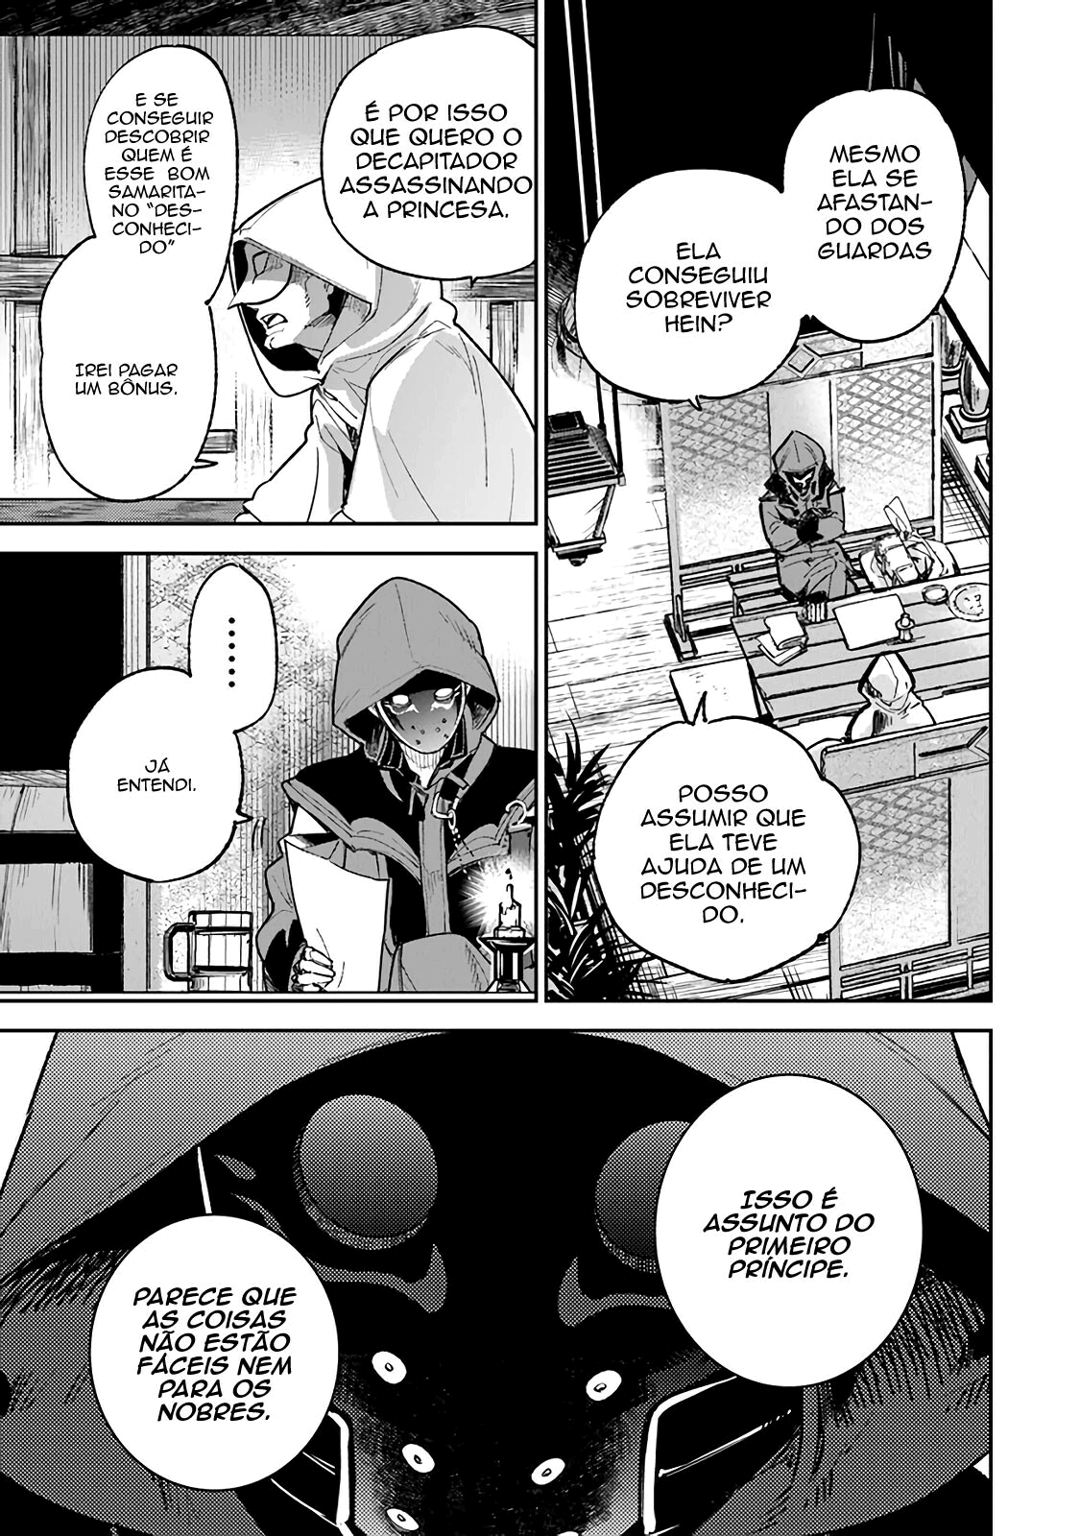 MESMO
ELA SE
AFASTAN-
DO DOS
GUARDAS
ELA
CONSEGUIU
SOBREVIVER
HEIN?
POSSO
ASSUMIR QUE
ELA TEVE
AJUDA DE UM
DESCONHECI-
DO.
É POR ISSO
QUE QUERO O
DECAPITADOR
ASSASSINANDO
A PRINCESA.
E SE
CONSEGUIR
DESCOBRIR
QUEM É
ESSE BOM
SAMARITA-
NO "DES-
CONHECI-
DO"
IREI PAGAR
UM BÔNUS.
......
JÁ
ENTENDI.
ISSO É
ASSUNTO DO
PRIMEIRO
PRÍNCIPE.
PARECE QUE
AS COISAS
NÃO ESTÃO
FÁCEIS NEM
PARA OS
NOBRES.